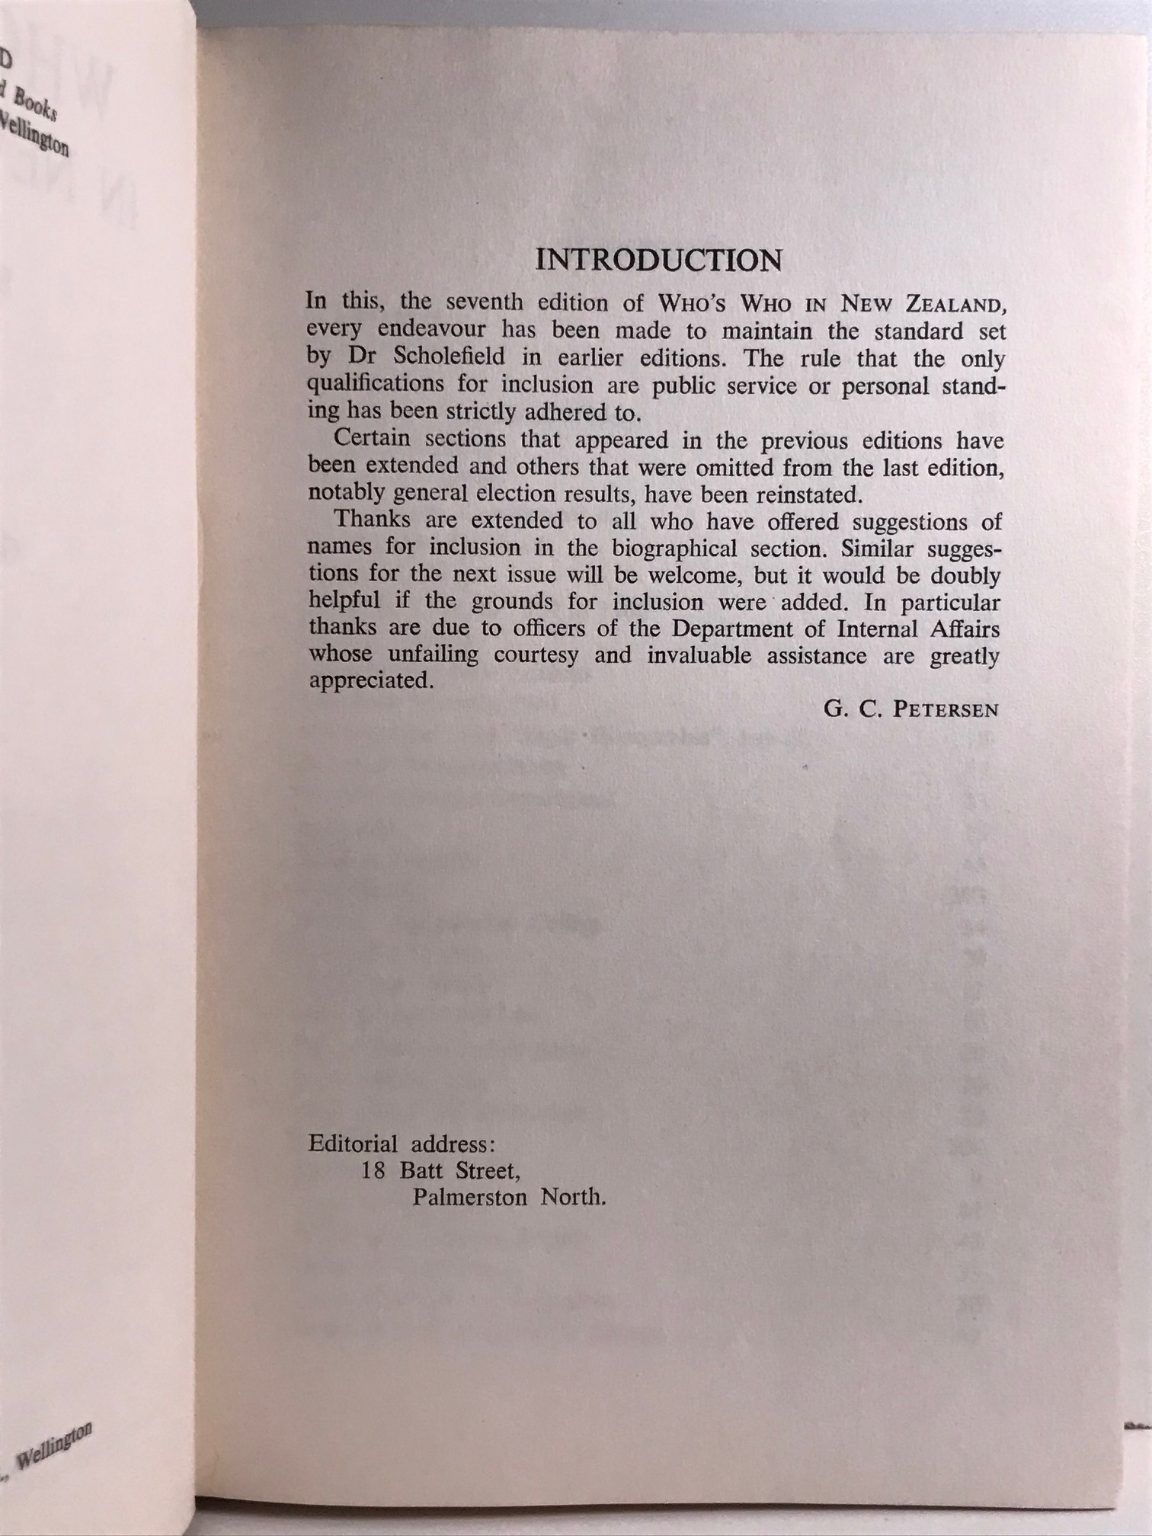 D
d Books
Wellington
Wellington
INTRODUCTION
In this, the seventh edition of WHO'S WHO IN NEW ZEALAND,
every endeavour has been made to maintain the standard set
by Dr Scholefield in earlier editions. The rule that the only
qualifications for inclusion are public service or personal stand-
ing has been strictly adhered to.
Certain sections that appeared in the previous editions have
been extended and others that were omitted from the last edition,
notably general election results, have been reinstated.
Thanks are extended to all who have offered suggestions of
names for inclusion in the biographical section. Similar sugges-
tions for the next issue will be welcome, but it would be doubly
helpful if the grounds for inclusion were added. In particular
thanks are due to officers of the Department of Internal Affairs
whose unfailing courtesy and invaluable assistance are greatly
appreciated.
G. C. PETERSEN
Editorial address:
18 Batt Street,
Palmerston North.